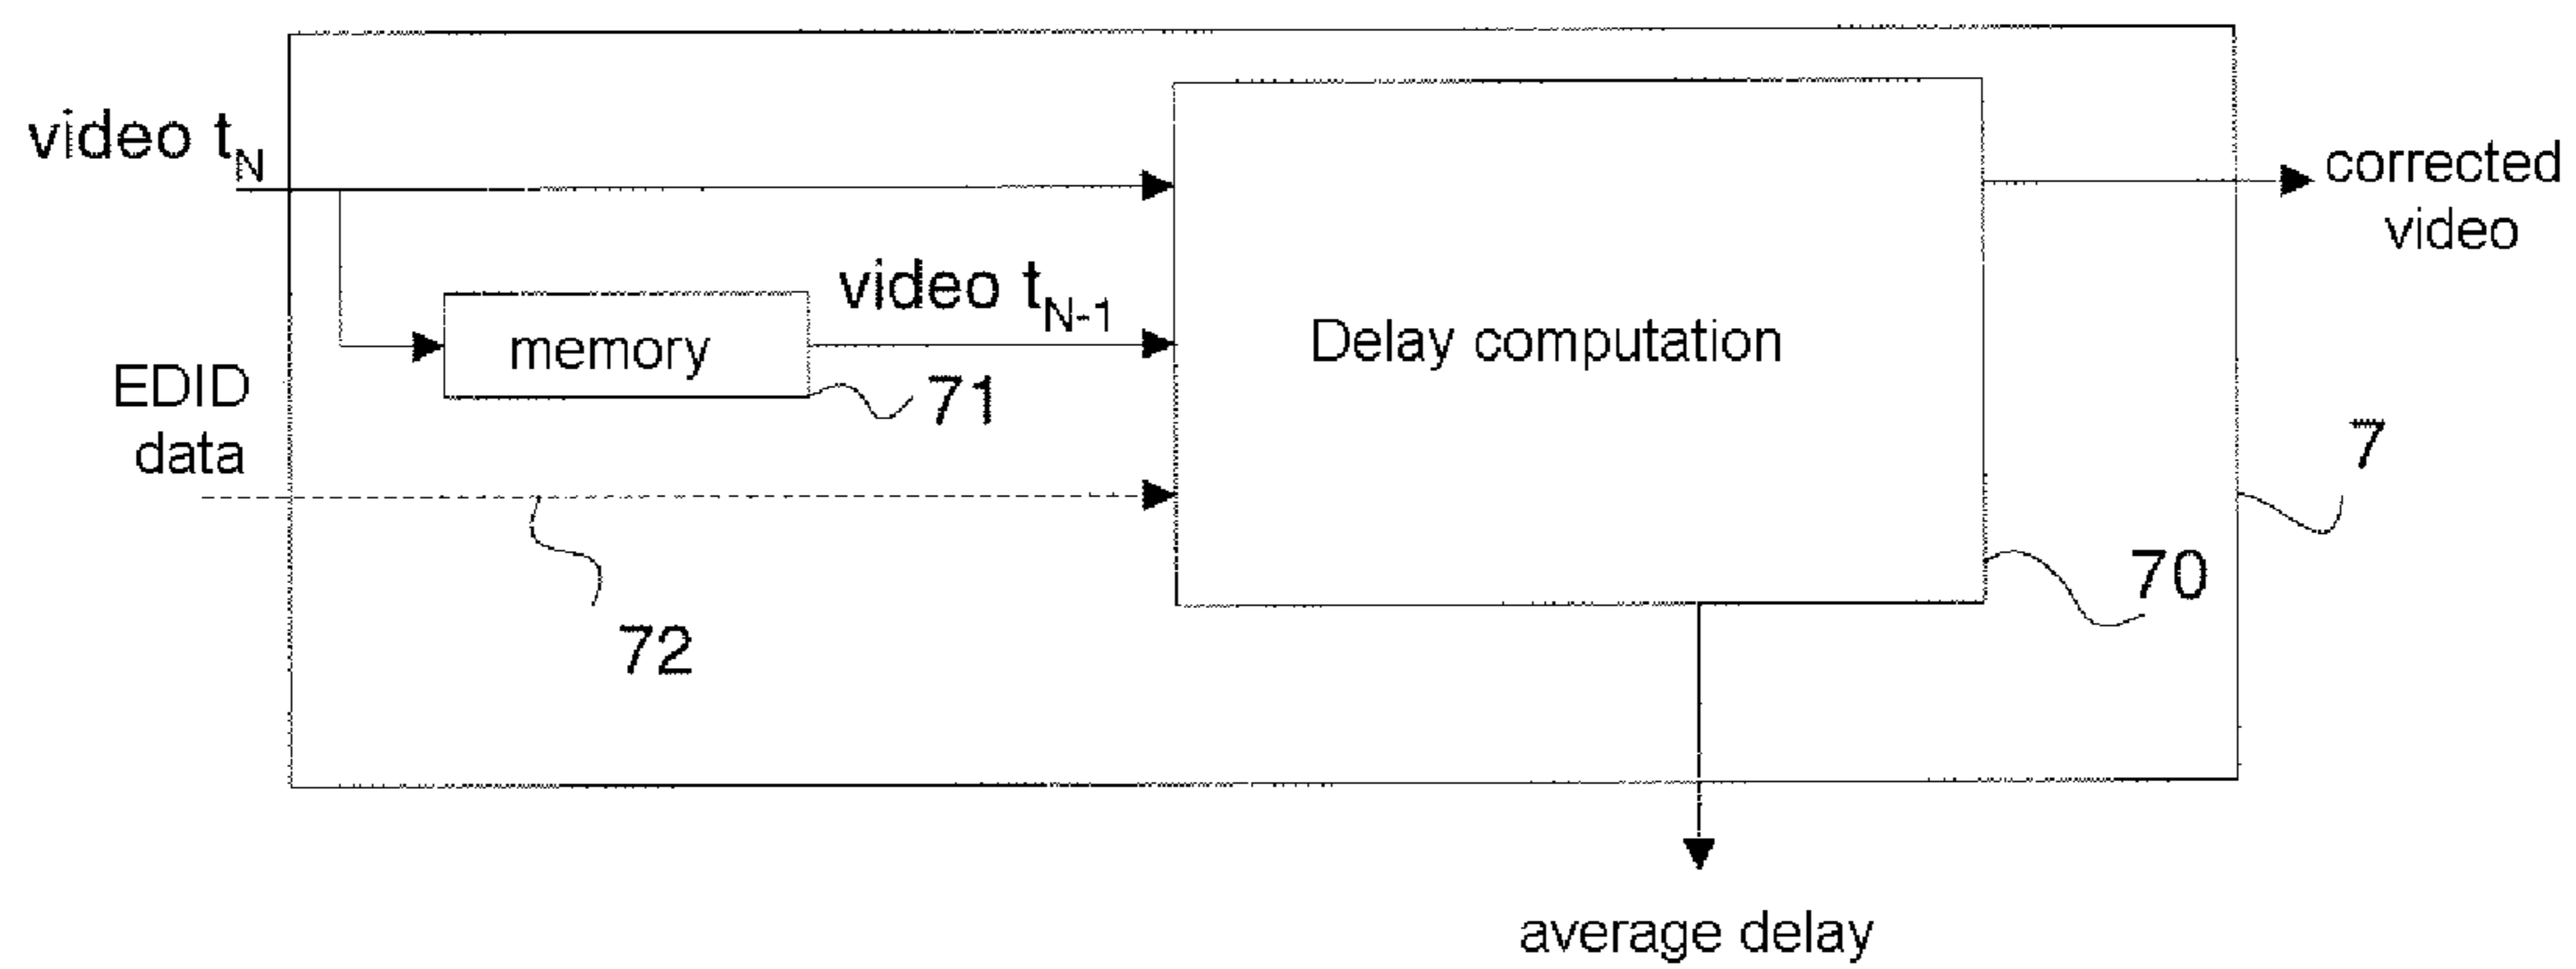 video tN
corrected
video
video tN-1
memory
Delay computation
71
EDID
data
7
70
72
average delay